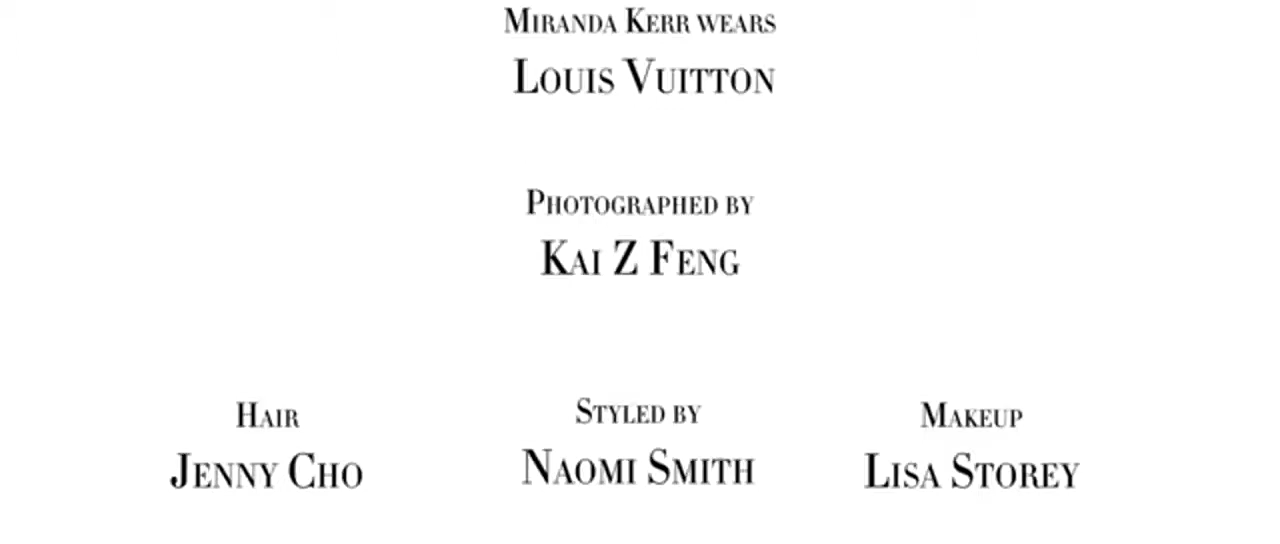 Miranda Kerr wears
Louis Vuitton
Photographed by
Kai Z Feng
Hair
Jenny Cho
Styled by
Naomi Smith
Makeup
Lisa Storey